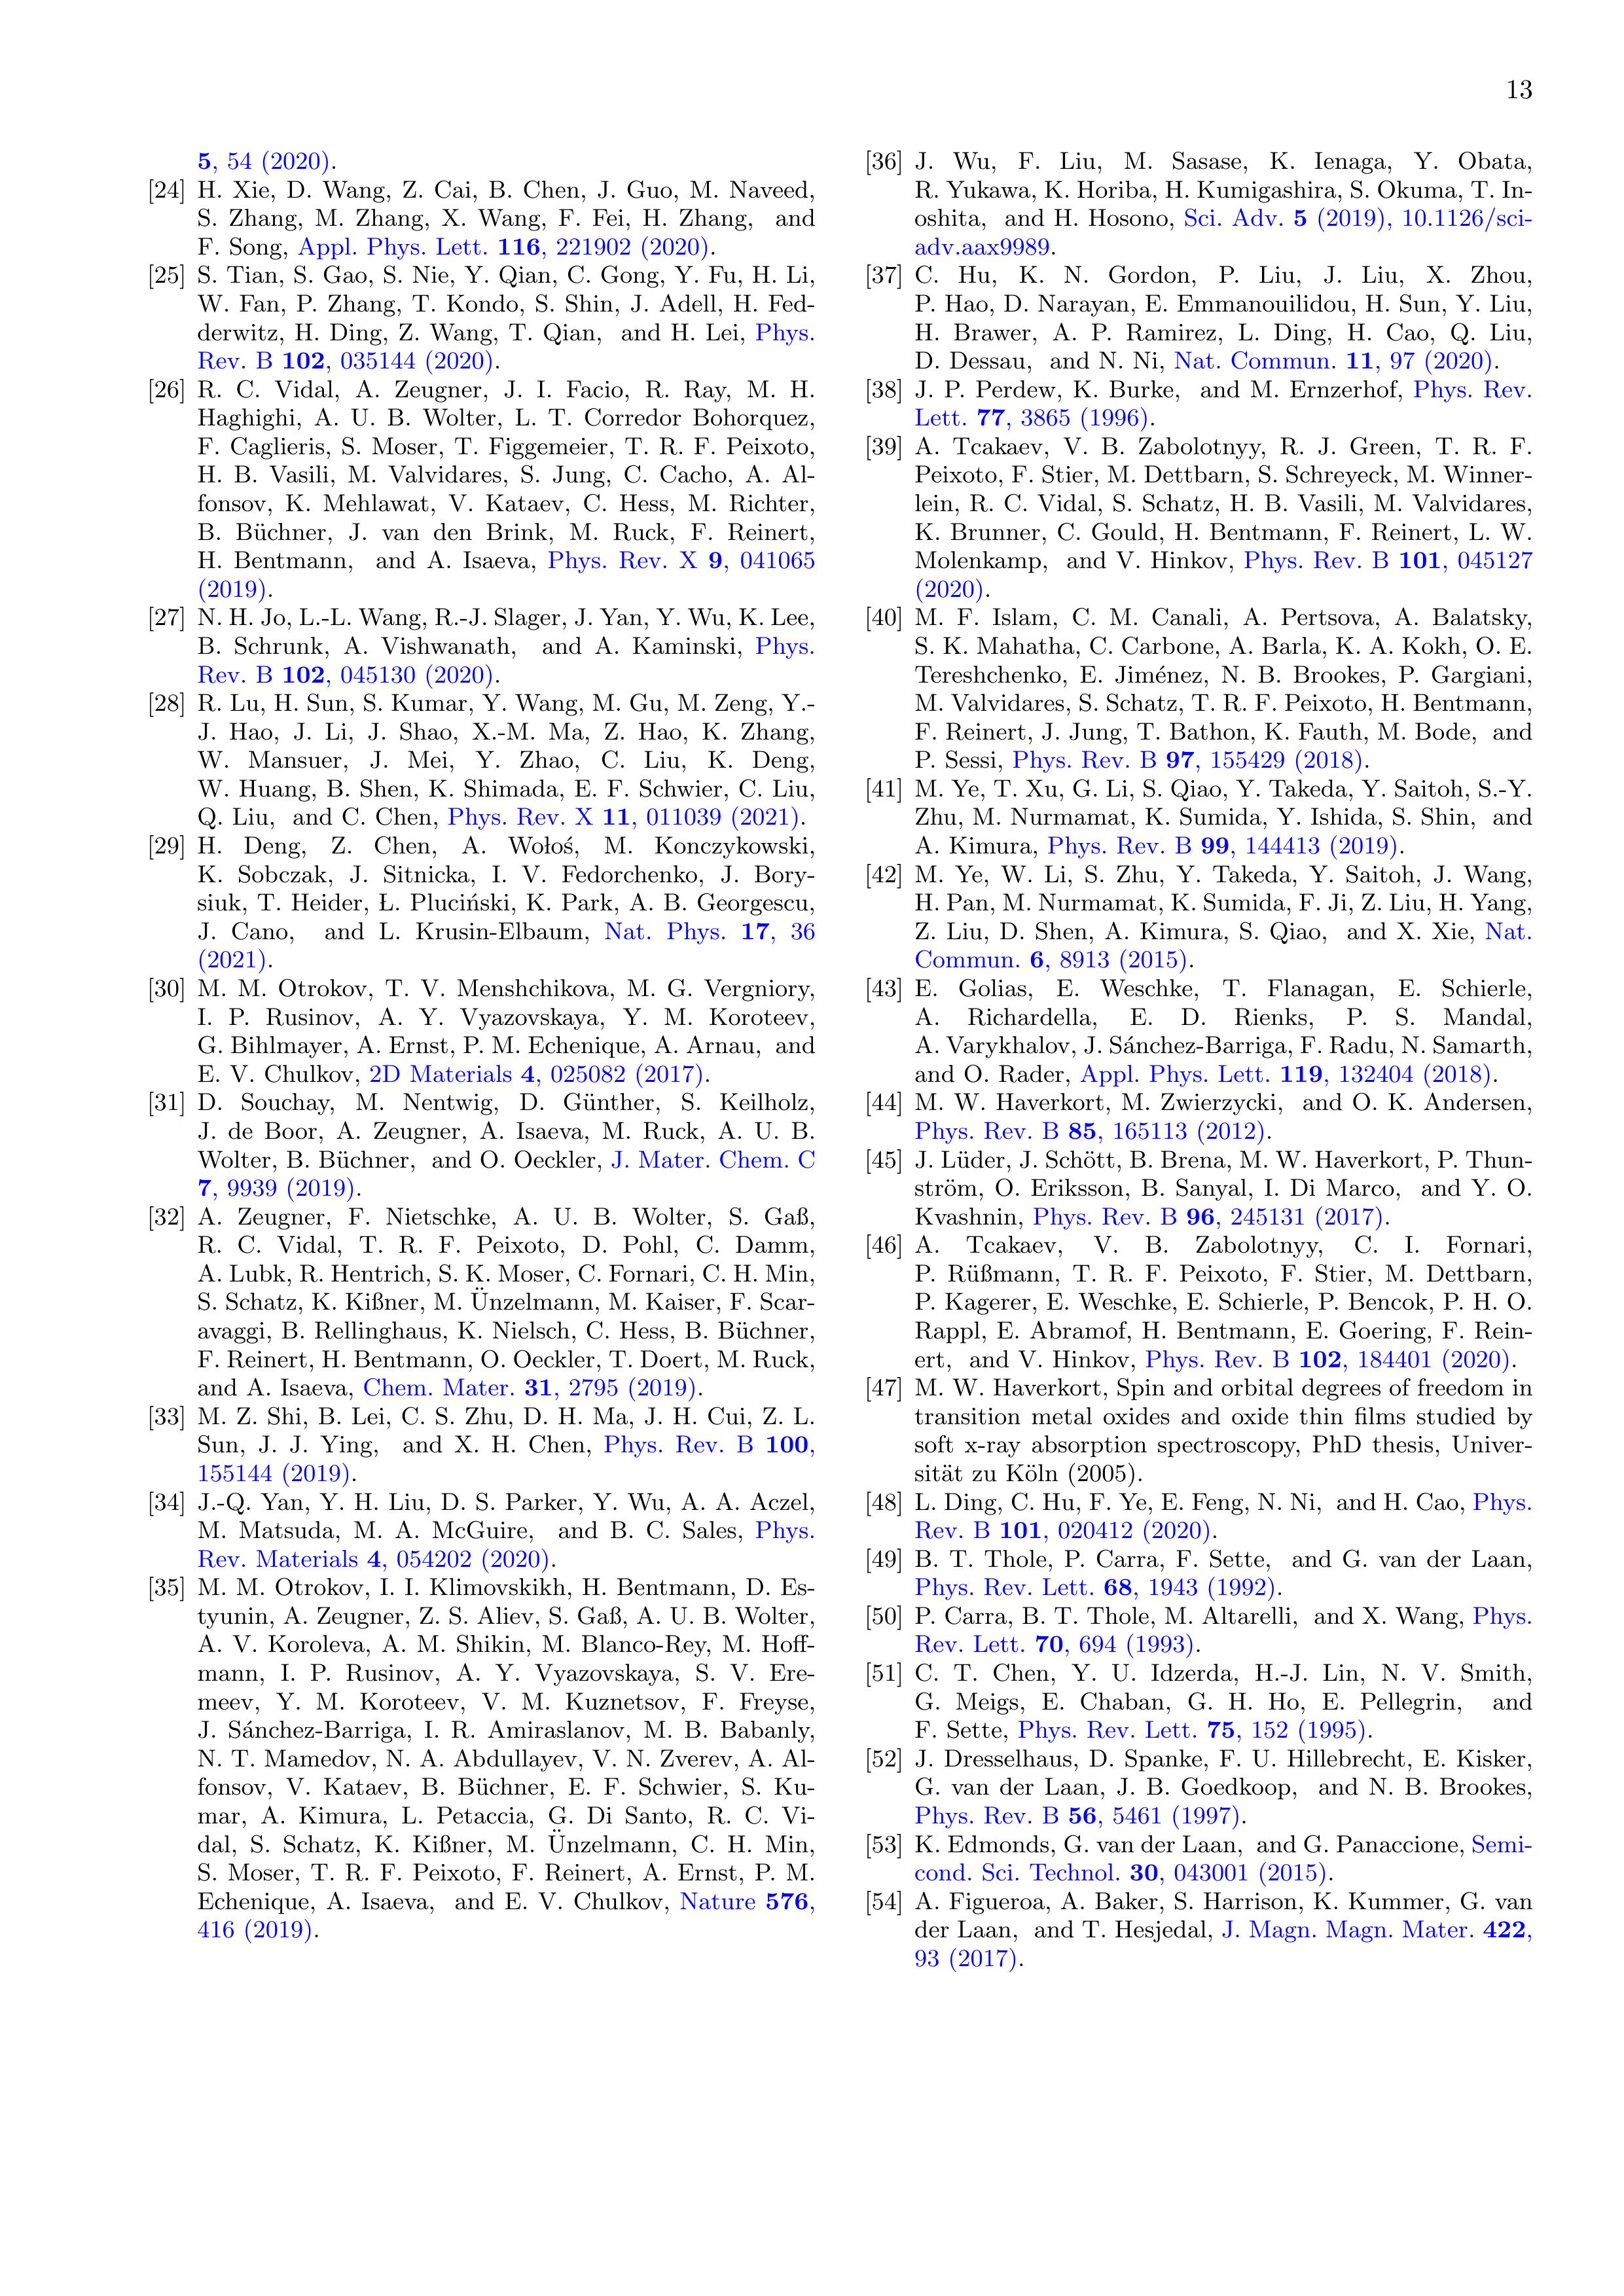 13
5, 54 (2020).
[24] H. Xie, D. Wang, Z. Cai, B. Chen, J. Guo, M. Naveed,
S. Zhang, M. Zhang, X. Wang, F. Fei, H. Zhang, and
F. Song, Appl. Phys. Lett. 116, 221902 (2020).
[25] S. Tian, S. Gao, S. Nie, Y. Qian, C. Gong, Y. Fu, H. Li,
W. Fan, P. Zhang, T. Kondo, S. Shin, J. Adell, H. Fed-
derwitz, H. Ding, Z. Wang, T. Qian, and H. Lei, Phys.
Rev. B 102, 035144 (2020).
[26] R. C. Vidal, A. Zeugner, J. I. Facio, R. Ray, M. H.
Haghighi, A. U. B. Wolter, L. T. Corredor Bohorquez,
F. Caglieris, S. Moser, T. Figgemeier, T. R. F. Peixoto,
H. B. Vasili, M. Valvidares, S. Jung, C. Cacho, A. Al-
fonsov, K. Mehlawat, V. Kataev, C. Hess, M. Richter,
B. Büchner, J. van den Brink, M. Ruck, F. Reinert,
H. Bentmann, and A. Isaeva, Phys. Rev. X 9, 041065
(2019).
[27] N. H. Jo, L.-L. Wang, R.-J. Slager, J. Yan, Y. Wu, K. Lee,
B. Schrunk, A. Vishwanath, and A. Kaminski, Phys.
Rev. B 102, 045130 (2020).
[28] R. Lu, H. Sun, S. Kumar, Y. Wang, M. Gu, M. Zeng, Y.-
J. Hao, J. Li, J. Shao, X.-M. Ma, Z. Hao, K. Zhang,
W. Mansuer, J. Mei, Y. Zhao, C. Liu, K. Deng,
W. Huang, B. Shen, K. Shimada, E. F. Schwier, C. Liu,
Q. Liu, and C. Chen, Phys. Rev. X 11, 011039 (2021).
[29] H. Deng, Z. Chen, A. Wołoś, M. Konczykowski,
K. Sobczak, J. Sitnicka, I. V. Fedorchenko, J. Bory-
siuk, T. Heider, Ł. Pluciński, K. Park, A. B. Georgescu,
J. Cano, and L. Krusin-Elbaum, Nat. Phys. 17, 36
(2021).
[30] M. M. Otrokov, T. V. Menshchikova, M. G. Vergniory,
I. P. Rusinov, A. Y. Vyazovskaya, Y. M. Koroteev,
G. Bihlmayer, A. Ernst, P. M. Echenique, A. Arnau, and
E. V. Chulkov, 2D Materials 4, 025082 (2017).
[31] D. Souchay, M. Nentwig, D. Günther, S. Keilholz,
J. de Boor, A. Zeugner, A. Isaeva, M. Ruck, A. U. B.
Wolter, B. Büchner, and O. Oeckler, J. Mater. Chem. C
7, 9939 (2019).
[32] A. Zeugner, F. Nietschke, A. U. B. Wolter, S. Gaß,
R. C. Vidal, T. R. F. Peixoto, D. Pohl, C. Damm,
A. Lubk, R. Hentrich, S. K. Moser, C. Fornari, C. H. Min,
S. Schatz, K. Kißner, M. Ünzelmann, M. Kaiser, F. Scar-
avaggi, B. Rellinghaus, K. Nielsch, C. Hess, B. Büchner,
F. Reinert, H. Bentmann, O. Oeckler, T. Doert, M. Ruck,
and A. Isaeva, Chem. Mater. 31, 2795 (2019).
[33] M. Z. Shi, B. Lei, C. S. Zhu, D. H. Ma, J. H. Cui, Z. L.
Sun, J. J. Ying, and X. H. Chen, Phys. Rev. B 100,
155144 (2019).
[34] J.-Q. Yan, Y. H. Liu, D. S. Parker, Y. Wu, A. A. Aczel,
M. Matsuda, M. A. McGuire, and B. C. Sales, Phys.
Rev. Materials 4, 054202 (2020).
[35] M. M. Otrokov, I. I. Klimovskikh, H. Bentmann, D. Es-
tyunin, A. Zeugner, Z. S. Aliev, S. Gaß, A. U. B. Wolter,
A. V. Koroleva, A. M. Shikin, M. Blanco-Rey, M. Hoff-
mann, I. P. Rusinov, A. Y. Vyazovskaya, S. V. Ere-
meev, Y. M. Koroteev, V. M. Kuznetsov, F. Freyse,
J. Sánchez-Barriga, I. R. Amiraslanov, M. B. Babanly,
N. T. Mamedov, N. A. Abdullayev, V. N. Zverev, A. Al-
fonsov, V. Kataev, B. Büchner, E. F. Schwier, S. Ku-
mar, A. Kimura, L. Petaccia, G. Di Santo, R. C. Vi-
dal, S. Schatz, K. Kißner, M. Ünzelmann, C. H. Min,
S. Moser, T. R. F. Peixoto, F. Reinert, A. Ernst, P. M.
Echenique, A. Isaeva, and E. V. Chulkov, Nature 576,
416 (2019).
[36] J. Wu, F. Liu, M. Sasase, K. Ienaga, Y. Obata,
R. Yukawa, K. Horiba, H. Kumigashira, S. Okuma, T. In-
oshita, and H. Hosono, Sci. Adv. 5 (2019), 10.1126/sci-
adv.aax9989.
[37] C. Hu, K. N. Gordon, P. Liu, J. Liu, X. Zhou,
P. Hao, D. Narayan, E. Emmanouilidou, H. Sun, Y. Liu,
H. Brawer, A. P. Ramirez, L. Ding, H. Cao, Q. Liu,
D. Dessau, and N. Ni, Nat. Commun. 11, 97 (2020).
[38] J. P. Perdew, K. Burke, and M. Ernzerhof, Phys. Rev.
Lett. 77, 3865 (1996).
[39] A. Tcakaev, V. B. Zabolotnyy, R. J. Green, T. R. F.
Peixoto, F. Stier, M. Dettbarn, S. Schreyeck, M. Winner-
lein, R. C. Vidal, S. Schatz, H. B. Vasili, M. Valvidares,
K. Brunner, C. Gould, H. Bentmann, F. Reinert, L. W.
Molenkamp, and V. Hinkov, Phys. Rev. B 101, 045127
(2020).
[40] M. F. Islam, C. M. Canali, A. Pertsova, A. Balatsky,
S. K. Mahatha, C. Carbone, A. Barla, K. A. Kokh, O. E.
Tereshchenko, E. Jiménez, N. B. Brookes, P. Gargiani,
M. Valvidares, S. Schatz, T. R. F. Peixoto, H. Bentmann,
F. Reinert, J. Jung, T. Bathon, K. Fauth, M. Bode, and
P. Sessi, Phys. Rev. B 97, 155429 (2018).
[41] M. Ye, T. Xu, G. Li, S. Qiao, Y. Takeda, Y. Saitoh, S.-Y.
Zhu, M. Nurmamat, K. Sumida, Y. Ishida, S. Shin, and
A. Kimura, Phys. Rev. B 99, 144413 (2019).
[42] M. Ye, W. Li, S. Zhu, Y. Takeda, Y. Saitoh, J. Wang,
H. Pan, M. Nurmamat, K. Sumida, F. Ji, Z. Liu, H. Yang,
Z. Liu, D. Shen, A. Kimura, S. Qiao, and X. Xie, Nat.
Commun. 6, 8913 (2015).
[43] E. Golias, E. Weschke, T. Flanagan, E. Schierle,
A. Richardella, E. D. Rienks, P. S. Mandal,
A. Varykhalov, J. Sánchez-Barriga, F. Radu, N. Samarth,
and O. Rader, Appl. Phys. Lett. 119, 132404 (2018).
[44] M. W. Haverkort, M. Zwierzycki, and O. K. Andersen,
Phys. Rev. B 85, 165113 (2012).
[45] J. Lüder, J. Schött, B. Brena, M. W. Haverkort, P. Thun-
ström, O. Eriksson, B. Sanyal, I. Di Marco, and Y. O.
Kvashnin, Phys. Rev. B 96, 245131 (2017).
[46] A. Tcakaev, V. B. Zabolotnyy, C. I. Fornari,
P. Rüßmann, T. R. F. Peixoto, F. Stier, M. Dettbarn,
P. Kagerer, E. Weschke, E. Schierle, P. Bencok, P. H. O.
Rappl, E. Abramof, H. Bentmann, E. Goering, F. Rein-
ert, and V. Hinkov, Phys. Rev. B 102, 184401 (2020).
[47] M. W. Haverkort, Spin and orbital degrees of freedom in
transition metal oxides and oxide thin films studied by
soft x-ray absorption spectroscopy, PhD thesis, Univer-
sität zu Köln (2005).
[48] L. Ding, C. Hu, F. Ye, E. Feng, N. Ni, and H. Cao, Phys.
Rev. B 101, 020412 (2020).
[49] B. T. Thole, P. Carra, F. Sette, and G. van der Laan,
Phys. Rev. Lett. 68, 1943 (1992).
[50] P. Carra, B. T. Thole, M. Altarelli, and X. Wang, Phys.
Rev. Lett. 70, 694 (1993).
[51] C. T. Chen, Y. U. Idzerda, H.-J. Lin, N. V. Smith,
G. Meigs, E. Chaban, G. H. Ho, E. Pellegrin, and
F. Sette, Phys. Rev. Lett. 75, 152 (1995).
[52] J. Dresselhaus, D. Spanke, F. U. Hillebrecht, E. Kisker,
G. van der Laan, J. B. Goedkoop, and N. B. Brookes,
Phys. Rev. B 56, 5461 (1997).
[53] K. Edmonds, G. van der Laan, and G. Panaccione, Semi-
cond. Sci. Technol. 30, 043001 (2015).
[54] A. Figueroa, A. Baker, S. Harrison, K. Kummer, G. van
der Laan, and T. Hesjedal, J. Magn. Magn. Mater. 422,
93 (2017).